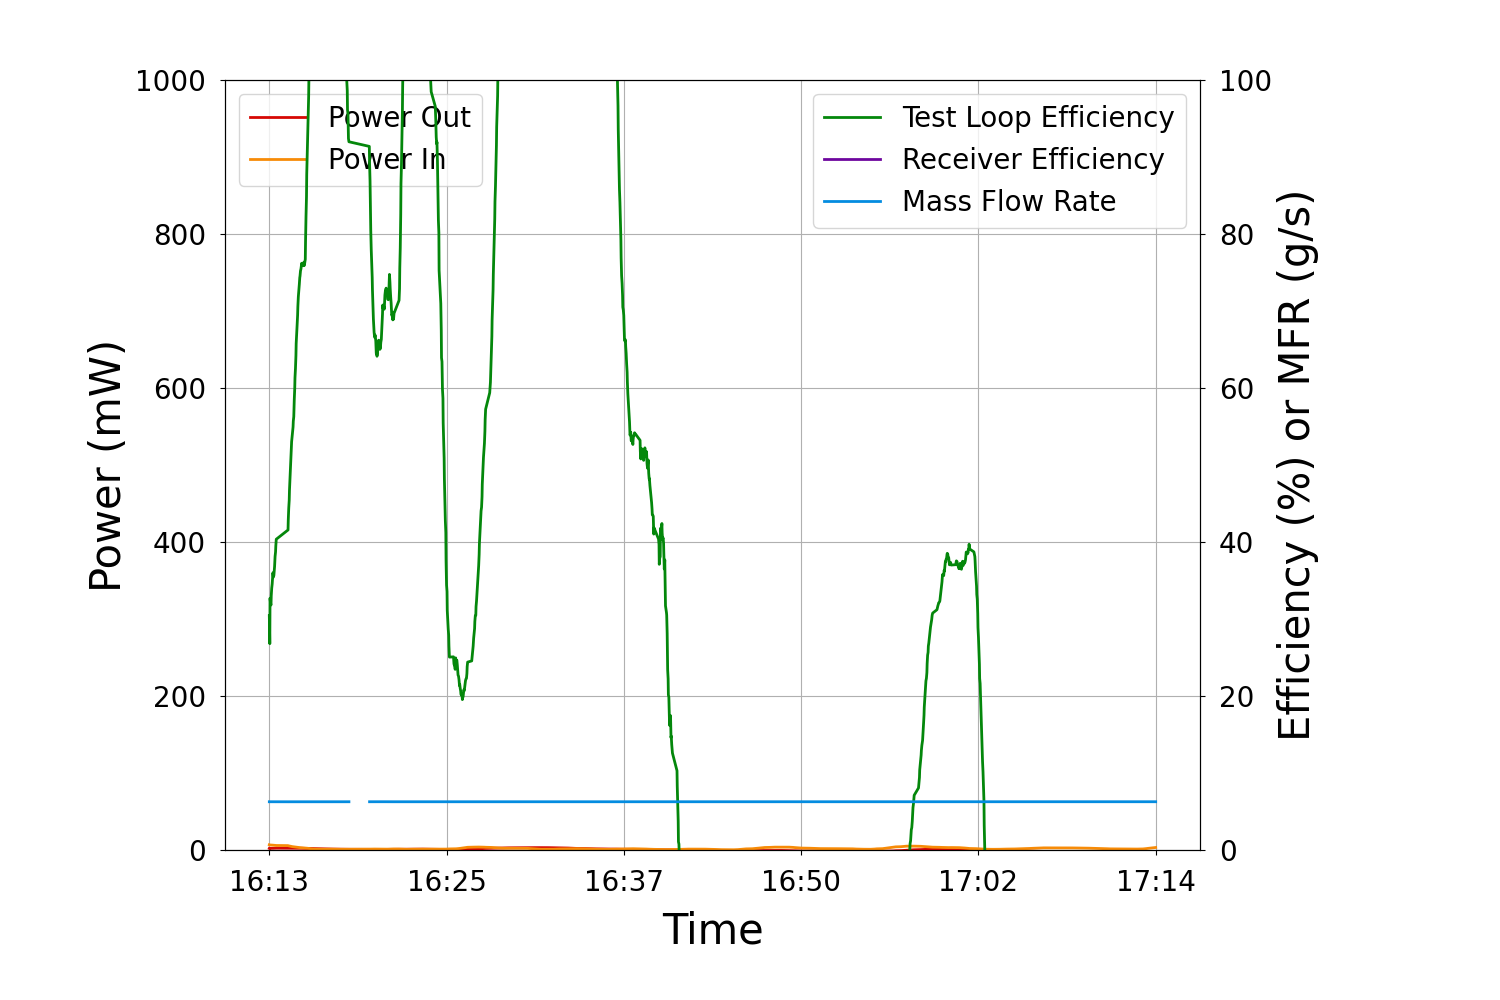 1000
800
600
400
200
0
Power (mW)
Power Out
Power In
Test Loop Efficiency
Receiver Efficiency
Mass Flow Rate
100
80
60
40
20
0
Efficiency (%) or MFR (g/s)
16:13 16:25 16:37 16:50 17:02 17:14
Time